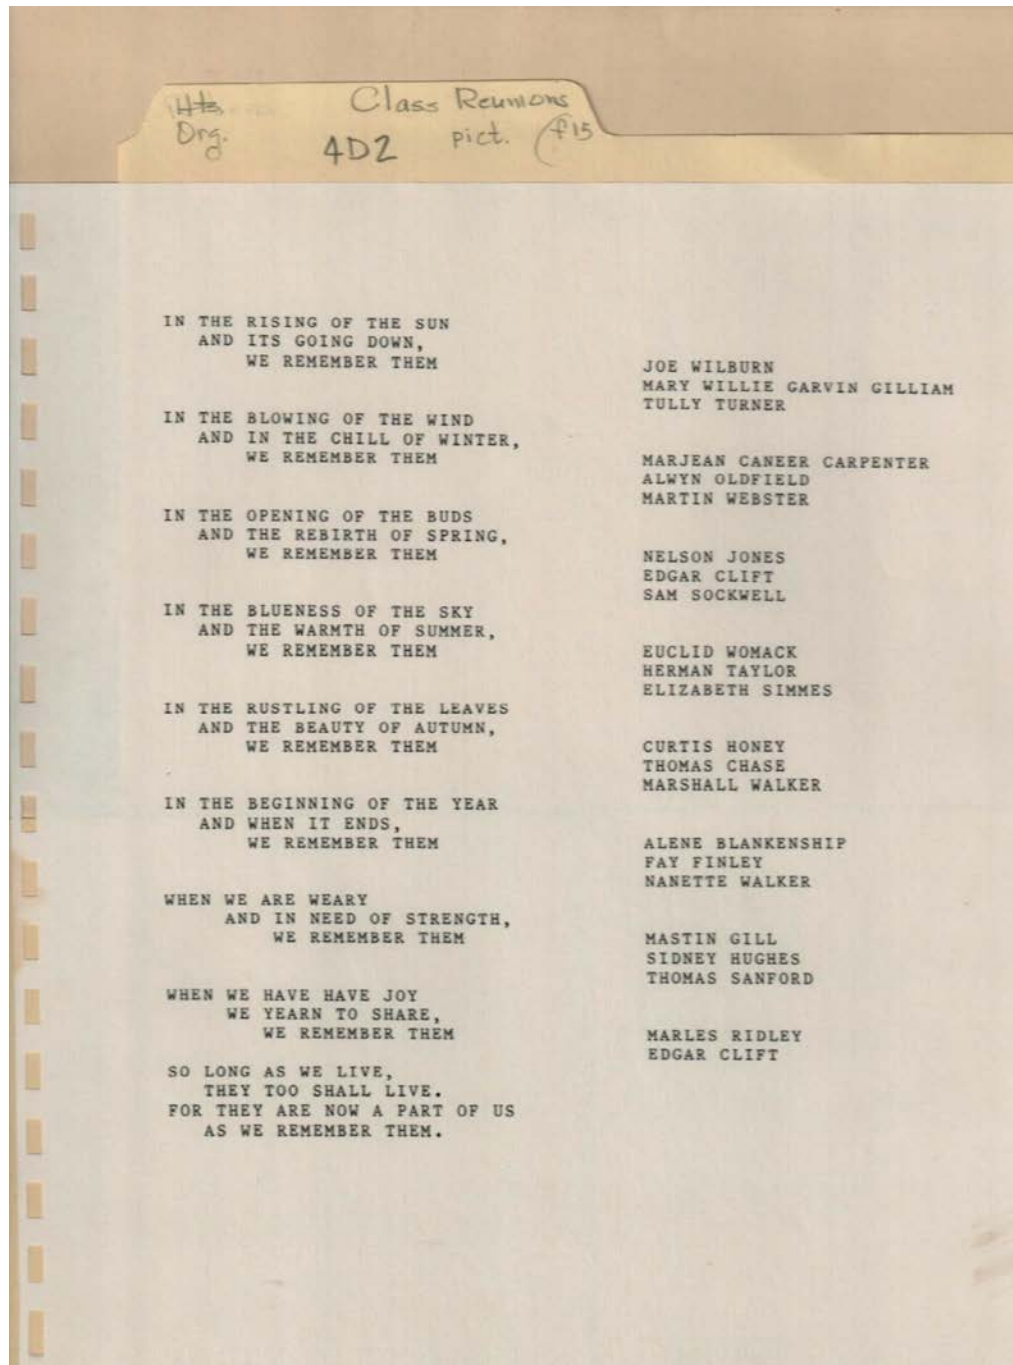 Class Reunions
Org.
4D2 pict. f15
IN THE RISING OF THE SUN
AND ITS GOING DOWN,
WE REMEMBER THEM
IN THE BLOWING OF THE WIND
AND IN THE CHILL OF WINTER,
WE REMEMBER THEM
IN THE OPENING OF THE BUDS
AND THE REBIRTH OF SPRING,
WE REMEMBER THEM
IN THE BLUENESS OF THE SKY
AND THE WARMTH OF SUMMER,
WE REMEMBER THEM
IN THE RUSTLING OF THE LEAVES
AND THE BEAUTY OF AUTUMN,
WE REMEMBER THEM
IN THE BEGINNING OF THE YEAR
AND WHEN IT ENDS,
WE REMEMBER THEM
WHEN WE ARE WEARY
AND IN NEED OF STRENGTH,
WE REMEMBER THEM
WHEN WE HAVE HAVE JOY
WE YEARN TO SHARE,
WE REMEMBER THEM
SO LONG AS WE LIVE,
THEY TOO SHALL LIVE.
FOR THEY ARE NOW A PART OF US
AS WE REMEMBER THEM.
JOE WILBURN
MARY WILLIE GARVIN GILLIAM
TULLY TURNER
MARJEAN CANEER CARPENTER
ALWYN OLDFIELD
MARTIN WEBSTER
NELSON JONES
EDGAR CLIFT
SAM SOCKWELL
EUCLID WOMACK
HERMAN TAYLOR
ELIZABETH SIMMES
CURTIS HONEY
THOMAS CHASE
MARSHALL WALKER
ALENE BLANKENSHIP
FAY FINLEY
NANETTE WALKER
MASTIN GILL
SIDNEY HUGHES
THOMAS SANFORD
MARLES RIDLEY
EDGAR CLIFT